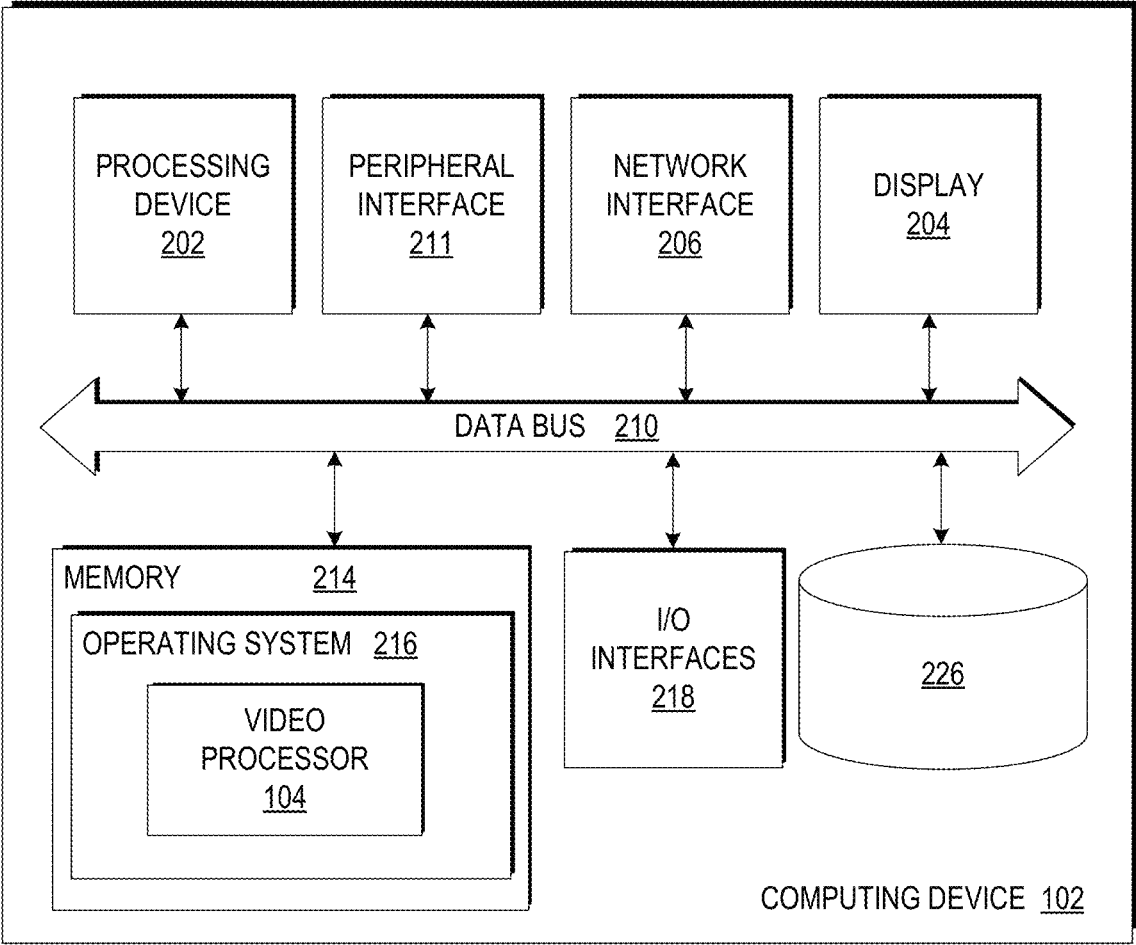 PROCESSING
DEVICE
202
PERIPHERAL
INTERFACE
211
NETWORK
INTERFACE
206
DISPLAY
204
DATA BUS 210
MEMORY 214
OPERATING SYSTEM 216
VIDEO
PROCESSOR
104
I/O
INTERFACES
218
226
COMPUTING DEVICE 102